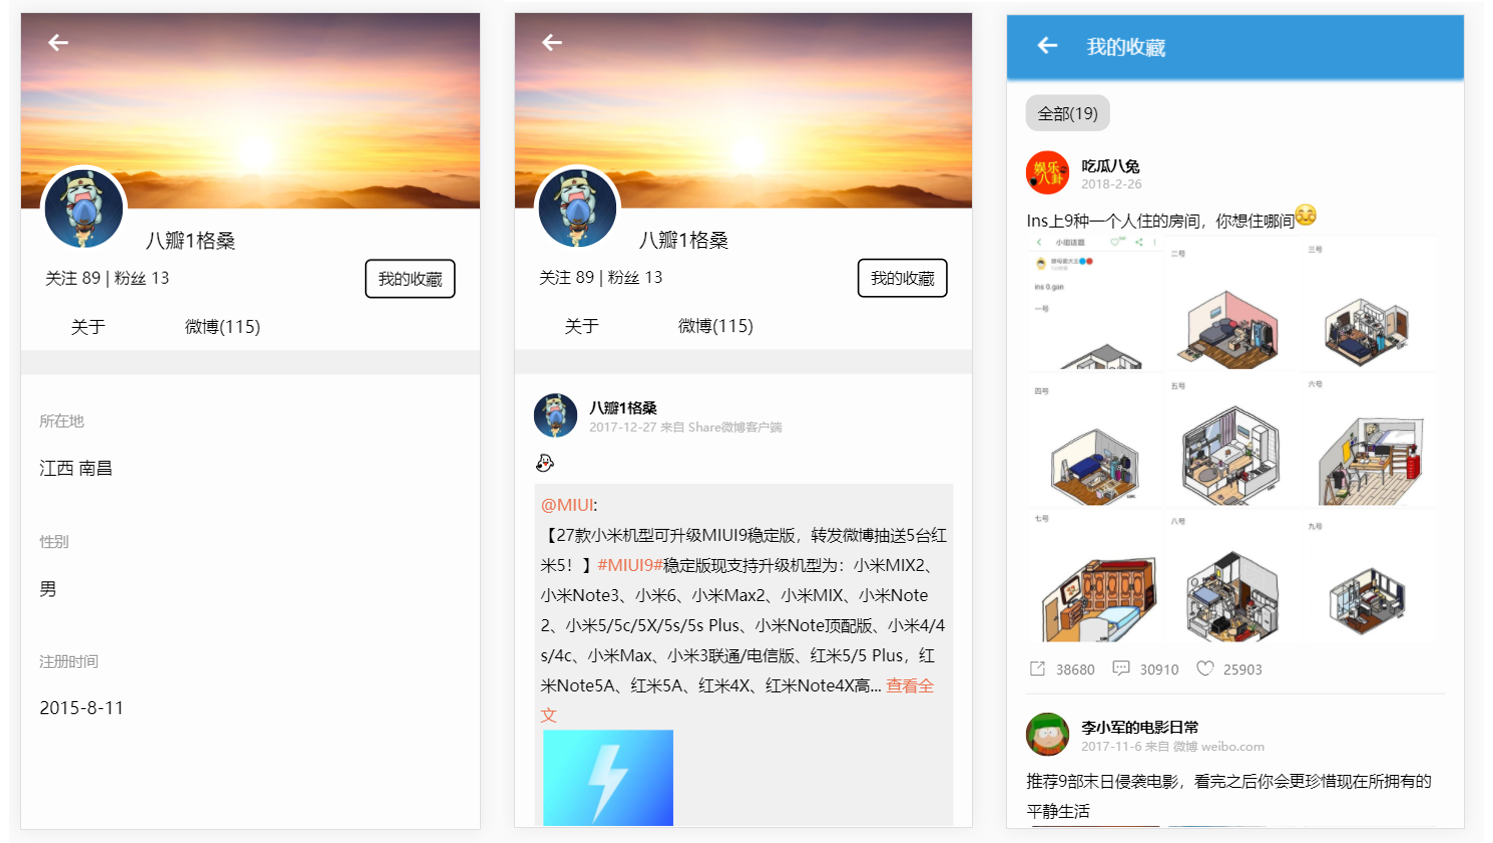 八瓣1格桑
关注 89 | 粉丝 13
我的收藏
关于
微博(115)
所在地
江西 南昌
性别
男
注册时间
2015-8-11
八瓣1格桑
关注 89 | 粉丝 13
我的收藏
关于
微博(115)
八瓣1格桑
2017-12-27 来自 Share微博客户端
@MIUI:
【27款小米机型可升级MIUI9稳定版，转发微博抽送5台红
米5！】#MIUI9#稳定版现支持升级机型为：小米MIX2、
小米Note3、小米6、小米Max2、小米MIX、小米Note
2、小米5/5c/5X/5s/5s Plus、小米Note顶配版、小米4/4
s/4c、小米Max、小米3联通/电信版、红米5/5 Plus，红
米Note5A、红米5A、红米4X、红米Note4X高... 查看全
文
我的收藏
全部(19)
娱乐
八卦
吃瓜八兔
2018-2-26
Ins上9种一个人住的房间，你想住哪间
小组话题
ins 0.gan
一号
二号
三号
四号
五号
六号
七号
八号
九号
38680
30910
25903
李小军的电影日常
2017-11-6 来自 微博 weibo.com
推荐9部末日侵袭电影，看完之后你会更珍惜现在所拥有的
平静生活